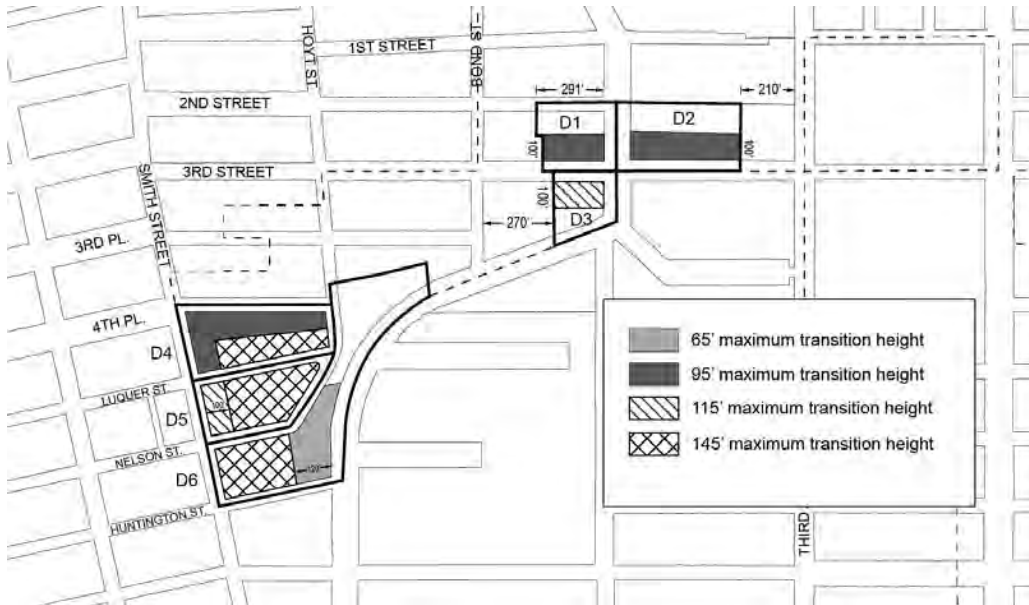 HOYT ST.
BOND ST
1ST STREET
291'
210'
2ND STREET
D1
D2
100'
100'
3RD STREET
SMITH STREET
100'
D3
270'
3RD PL.
4TH PL.
D4
65' maximum transition height
95' maximum transition height
115' maximum transition height
145' maximum transition height
LUQUER ST.
100'
D5
NELSON ST.
D6
120'
HUNTINGTON ST.
THIRD